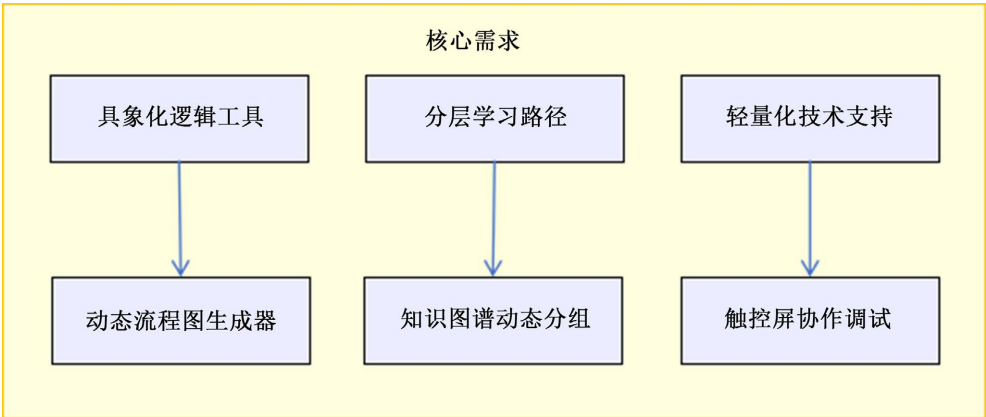 核心需求
具象化逻辑工具
分层学习路径
轻量化技术支持
动态流程图生成器
知识图谱动态分组
触控屏协作调试